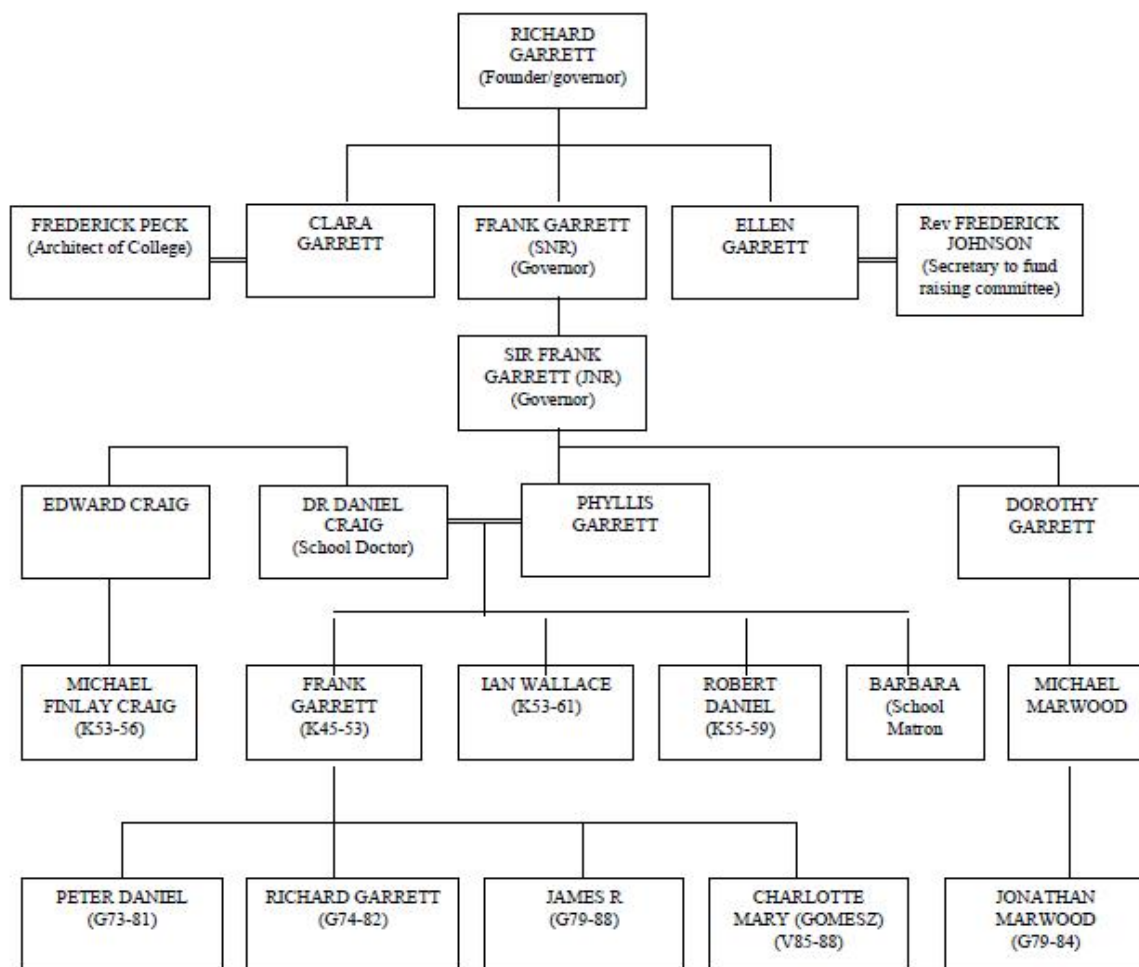 RICHARD
GARRETT
(Founder/governor)
FREDERICK PECK
(Architect of College)
CLARA
GARRETT
FRANK GARRETT
(SNR)
(Governor)
ELLEN
GARRETT
Rev FREDERICK
JOHNSON
(Secretary to fund
raising committee)
SIR FRANK
GARRETT (JNR)
(Governor)
EDWARD CRAIG
DR DANIEL
CRAIG
(School Doctor)
PHYLLIS
GARRETT
DOROTHY
GARRETT
MICHAEL
FINLAY CRAIG
(K53-56)
FRANK
GARRETT
(K45-53)
IAN WALLACE
(K53-61)
ROBERT
DANIEL
(K55-59)
BARBARA
(School
Matron
MICHAEL
MARWOOD
PETER DANIEL
(G73-81)
RICHARD GARRETT
(G74-82)
JAMES R
(G79-88)
CHARLOTTE
MARY (GOMESZ)
(V85-88)
JONATHAN
MARWOOD
(G79-84)